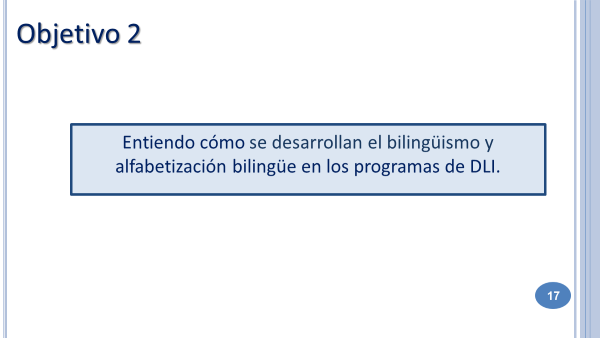 Objetivo 2
Entiendo cómo se desarrollan el bilingüismo y
alfabetización bilingüe en los programas de DLI.
17